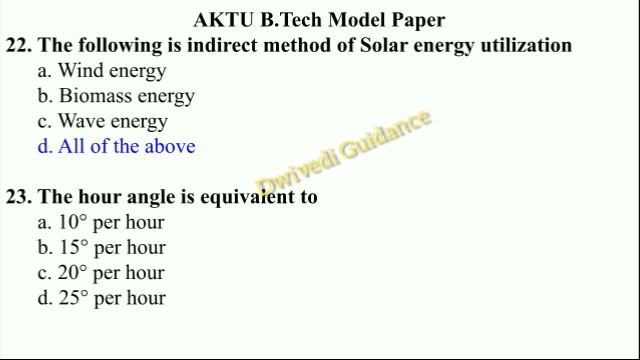 AKTU B.Tech Model Paper
22. The following is indirect method of Solar energy utilization
a. Wind energy
b. Biomass energy
c. Wave energy
d. All of the above
Dwivedi Guidance
23. The hour angle is equivalent to
a. 10° per hour
b. 15° per hour
c. 20° per hour
d. 25° per hour